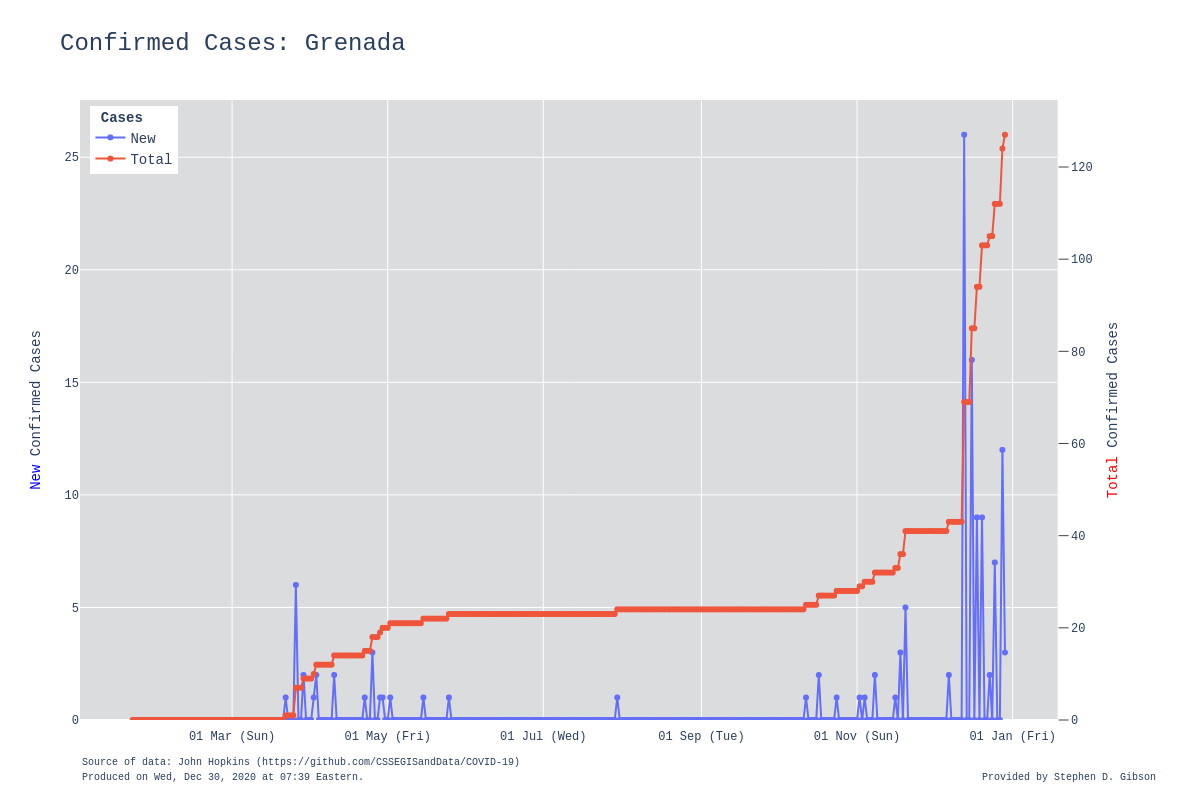 Confirmed Cases: Grenada
Cases
New
Total
25
20
15
10
5
0
120
100
80
60
40
20
0
New Confirmed Cases
Total Confirmed Cases
01 Mar (Sun)
01 May (Fri)
01 Jul (Wed)
01 Sep (Tue)
01 Nov (Sun)
01 Jan (Fri)
Source of data: John Hopkins (https://github.com/CSSEGISandData/COVID-19)
Produced on Wed, Dec 30, 2020 at 07:39 Eastern.
Provided by Stephen D. Gibson